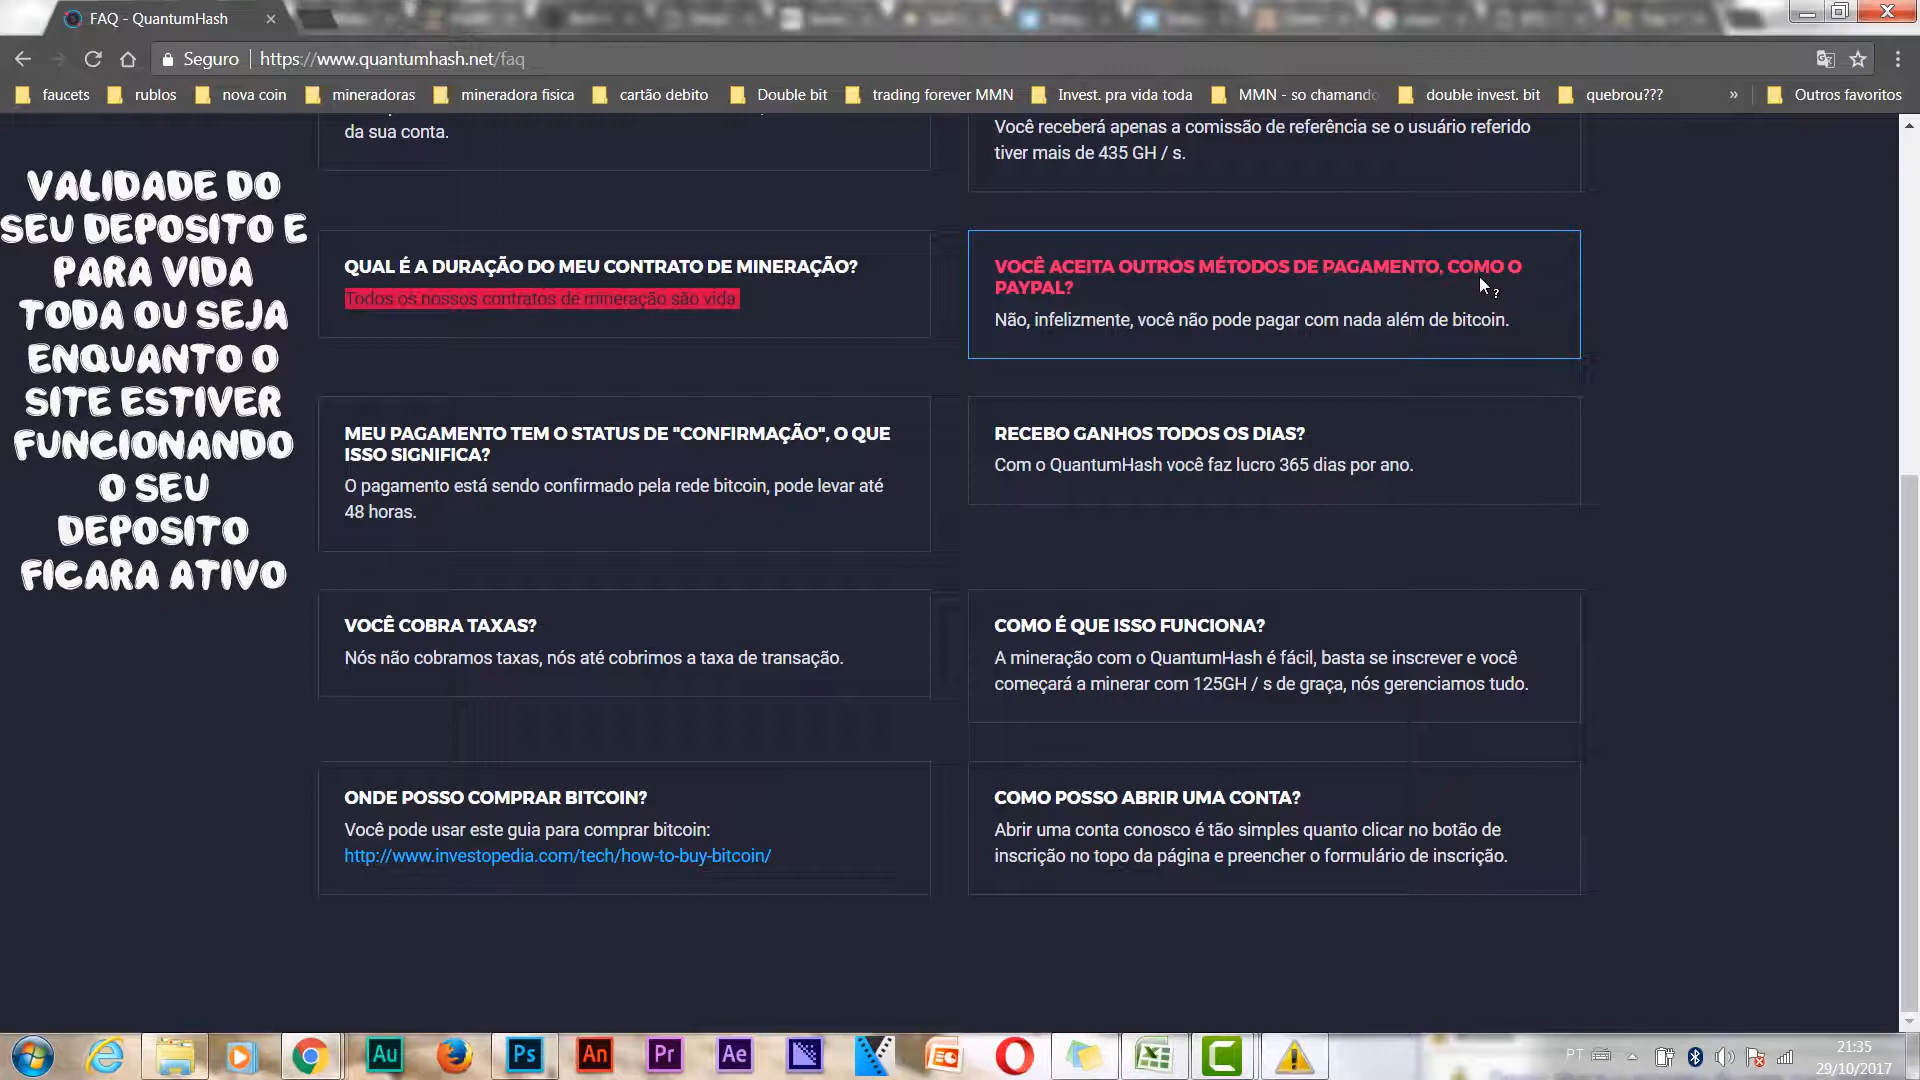 FAQ - QuantumHash
Seguro
https://www.quantumhash.net/faq
faucets
rublos
nova coin
mineradoras
mineradora fisica
cartão debito
Double bit
trading forever MMN
Invest. pra vida toda
MMN - so chamando
double invest. bit
quebrou???
»
Outros favoritos
da sua conta.
Você receberá apenas a comissão de referência se o usuário referido
tiver mais de 435 GH / s.
VALIDADE DO
SEU DEPOSITO E
PARA VIDA
TODA OU SEJA
ENQUANTO O
SITE ESTIVER
FUNCIONANDO
O SEU
DEPOSITO
FICARA ATIVO
QUAL É A DURAÇÃO DO MEU CONTRATO DE MINERAÇÃO?
Todos os nossos contratos de mineração são vida
VOCÊ ACEITA OUTROS MÉTODOS DE PAGAMENTO, COMO O
PAYPAL?
Não, infelizmente, você não pode pagar com nada além de bitcoin.
MEU PAGAMENTO TEM O STATUS DE "CONFIRMAÇÃO", O QUE
ISSO SIGNIFICA?
O pagamento está sendo confirmado pela rede bitcoin, pode levar até
48 horas.
RECEBO GANHOS TODOS OS DIAS?
Com o QuantumHash você faz lucro 365 dias por ano.
VOCÊ COBRA TAXAS?
Nós não cobramos taxas, nós até cobrimos a taxa de transação.
COMO É QUE ISSO FUNCIONA?
A mineração com o QuantumHash é fácil, basta se inscrever e você
começará a minerar com 125GH / s de graça, nós gerenciamos tudo.
ONDE POSSO COMPRAR BITCOIN?
Você pode usar este guia para comprar bitcoin:
http://www.investopedia.com/tech/how-to-buy-bitcoin/
COMO POSSO ABRIR UMA CONTA?
Abrir uma conta conosco é tão simples quanto clicar no botão de
inscrição no topo da página e preencher o formulário de inscrição.
Au
Ps
An
Pr
Ae
PT
21:35
29/10/2017